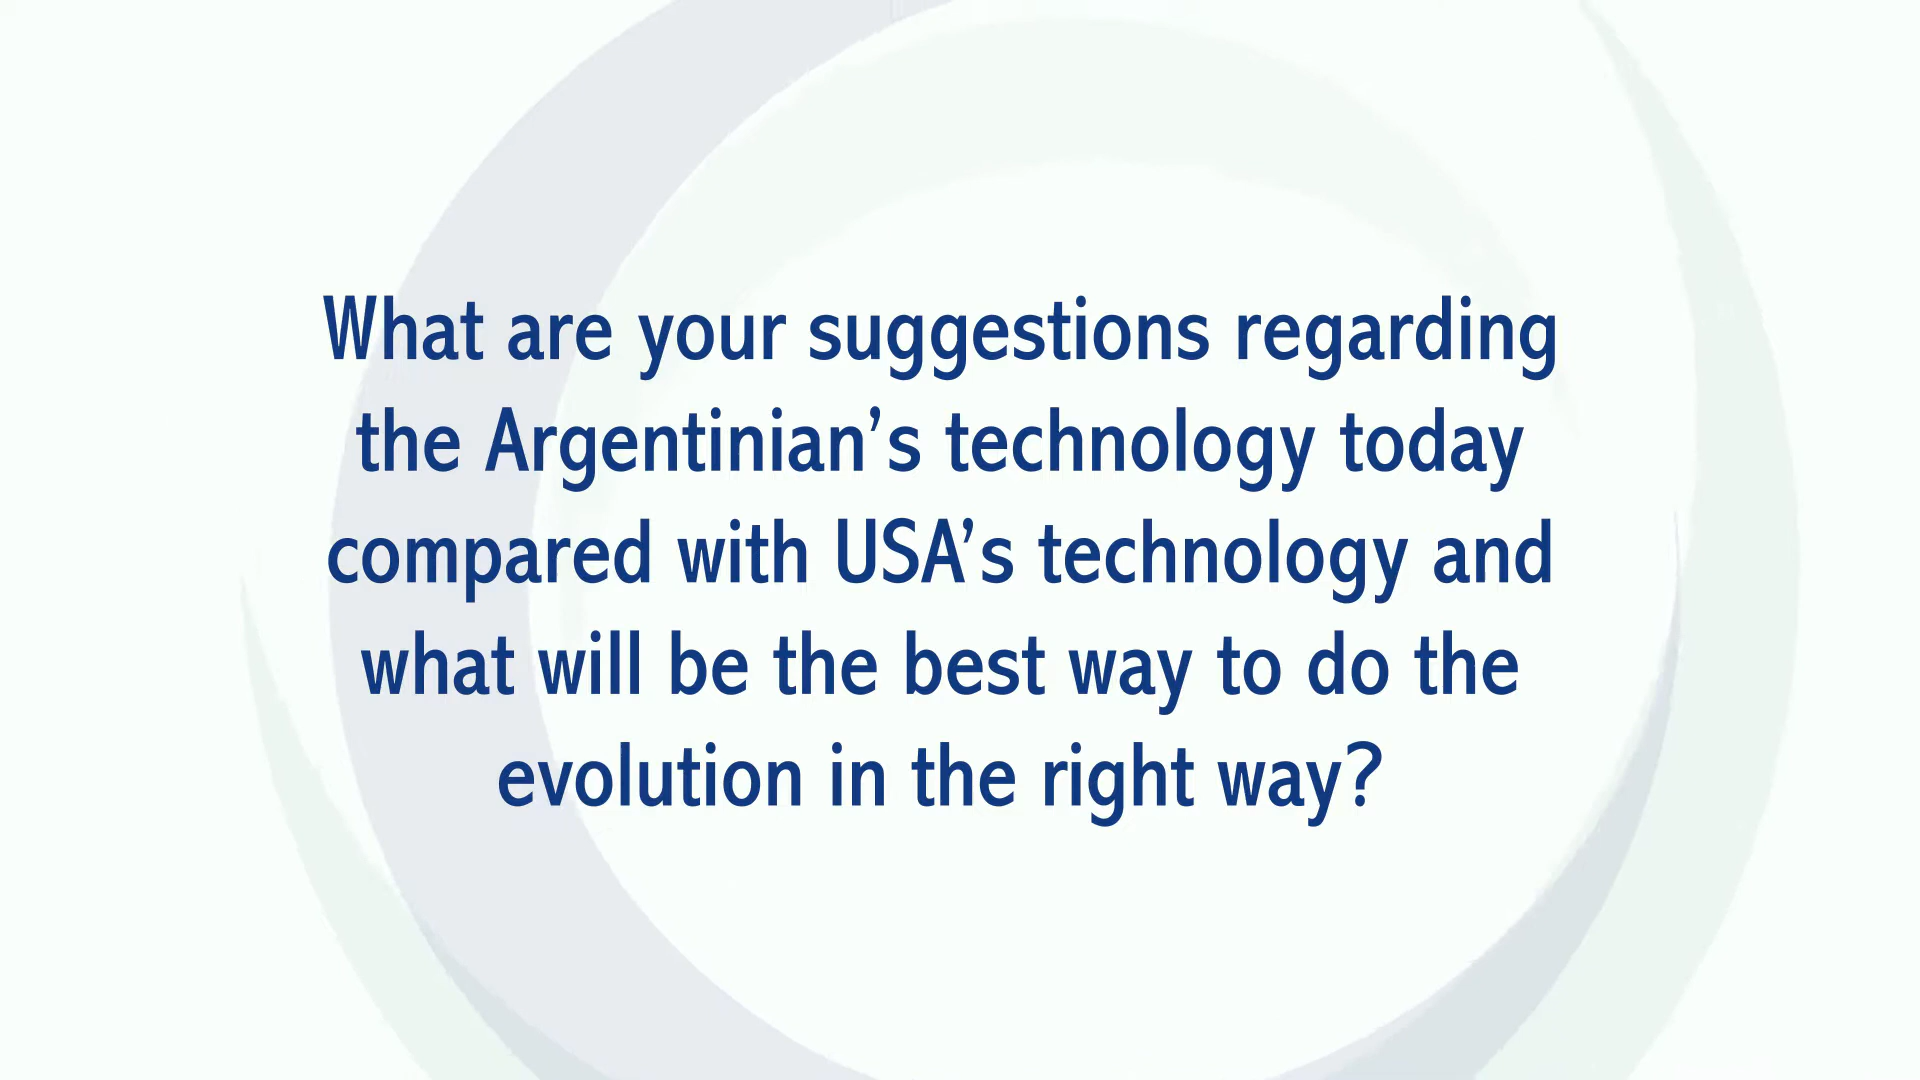 What are your suggestions regarding
the Argentinian’s technology today
compared with USA’s technology and
what will be the best way to do the
evolution in the right way?